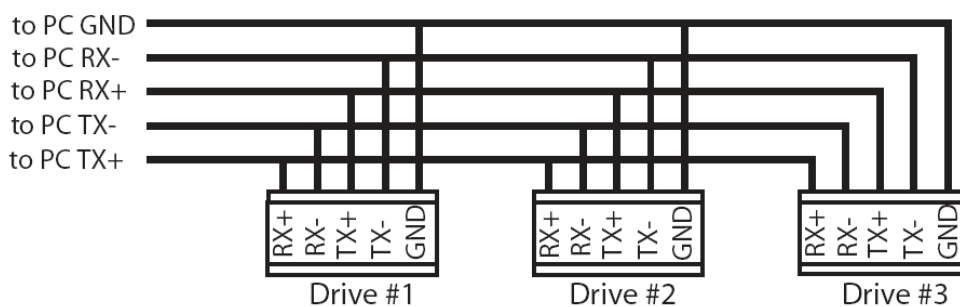 to PC GND
to PC RX-
to PC RX+
to PC TX-
to PC TX+
RX+
RX-
TX+
TX-
GND
RX+
RX-
TX+
TX-
GND
RX+
RX-
TX+
TX-
GND
Drive #1
Drive #2
Drive #3